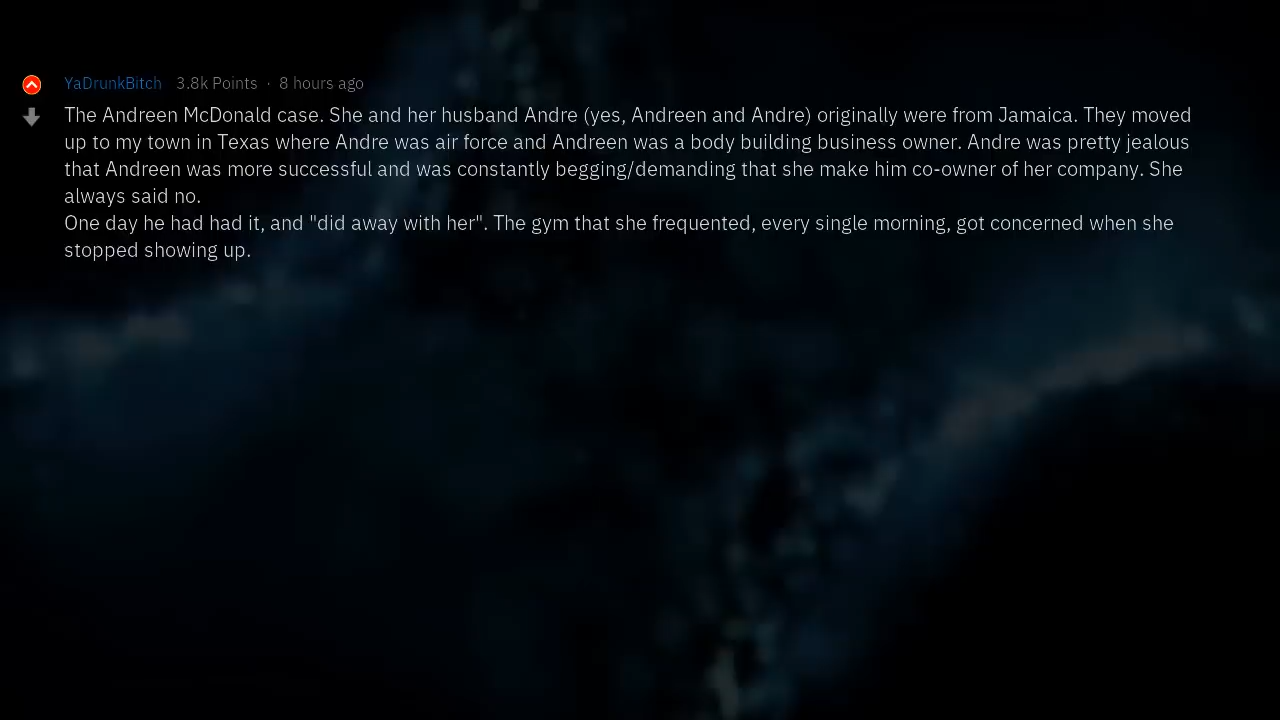 YaDrunkBitch 3.8k Points · 8 hours ago
The Andreen McDonald case. She and her husband Andre (yes, Andreen and Andre) originally were from Jamaica. They moved
up to my town in Texas where Andre was air force and Andreen was a body building business owner. Andre was pretty jealous
that Andreen was more successful and was constantly begging/demanding that she make him co-owner of her company. She
always said no.
One day he had had it, and "did away with her". The gym that she frequented, every single morning, got concerned when she
stopped showing up.